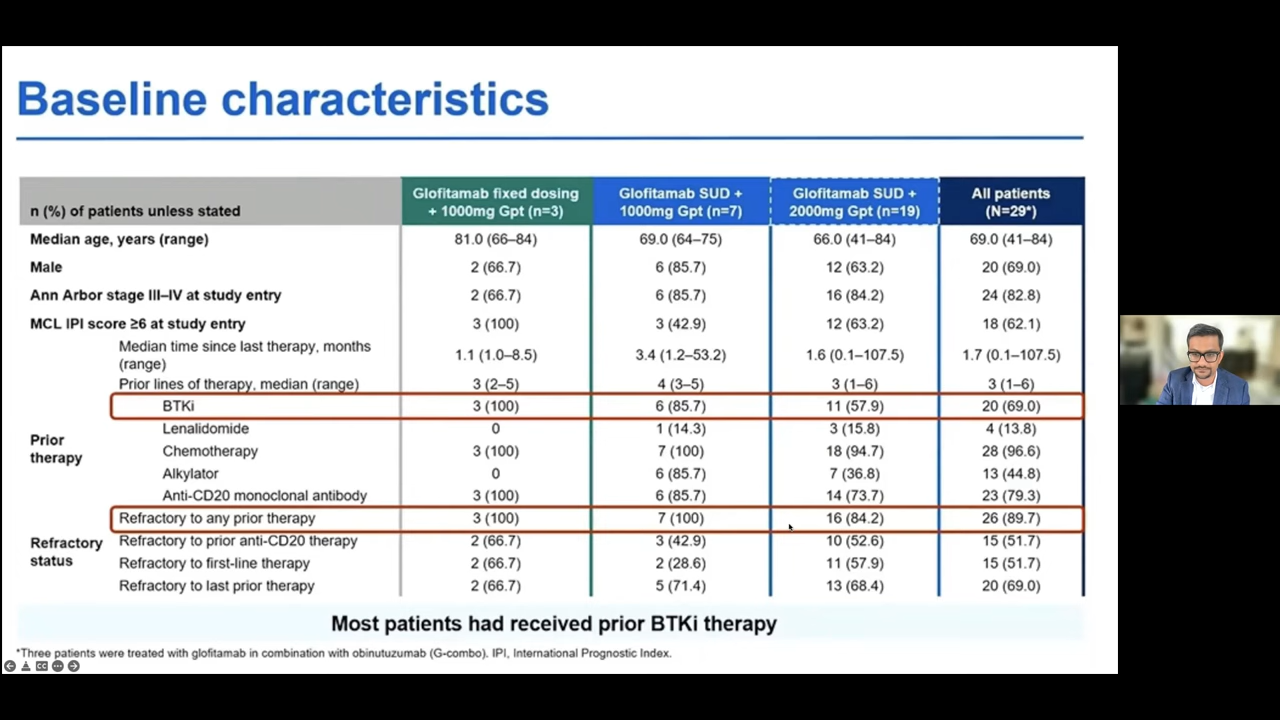 Baseline characteristics
n (%) of patients unless stated
Glofitamab fixed dosing + 1000mg Gpt (n=3)
Glofitamab SUD + 1000mg Gpt (n=7)
Glofitamab SUD + 2000mg Gpt (n=19)
All patients (N=29*)
Median age, years (range) 81.0 (66–84) 69.0 (64–75) 66.0 (41–84) 69.0 (41–84)
Male 2 (66.7) 6 (85.7) 12 (63.2) 20 (69.0)
Ann Arbor stage III–IV at study entry 2 (66.7) 6 (85.7) 16 (84.2) 24 (82.8)
MCL IPI score ≥6 at study entry 3 (100) 3 (42.9) 12 (63.2) 18 (62.1)
Prior therapy
Median time since last therapy, months (range) 1.1 (1.0–8.5) 3.4 (1.2–53.2) 1.6 (0.1–107.5) 1.7 (0.1–107.5)
Prior lines of therapy, median (range) 3 (2–5) 4 (3–5) 3 (1–6) 3 (1–6)
BTKi 3 (100) 6 (85.7) 11 (57.9) 20 (69.0)
Lenalidomide 0 1 (14.3) 3 (15.8) 4 (13.8)
Chemotherapy 3 (100) 7 (100) 18 (94.7) 28 (96.6)
Alkylator 0 6 (85.7) 7 (36.8) 13 (44.8)
Anti-CD20 monoclonal antibody 3 (100) 6 (85.7) 14 (73.7) 23 (79.3)
Refractory status
Refractory to any prior therapy 3 (100) 7 (100) 16 (84.2) 26 (89.7)
Refractory to prior anti-CD20 therapy 2 (66.7) 3 (42.9) 10 (52.6) 15 (51.7)
Refractory to first-line therapy 2 (66.7) 2 (28.6) 11 (57.9) 15 (51.7)
Refractory to last prior therapy 2 (66.7) 5 (71.4) 13 (68.4) 20 (69.0)
Most patients had received prior BTKi therapy
*Three patients were treated with glofitamab in combination with obinutuzumab (G-combo). IPI, International Prognostic Index.